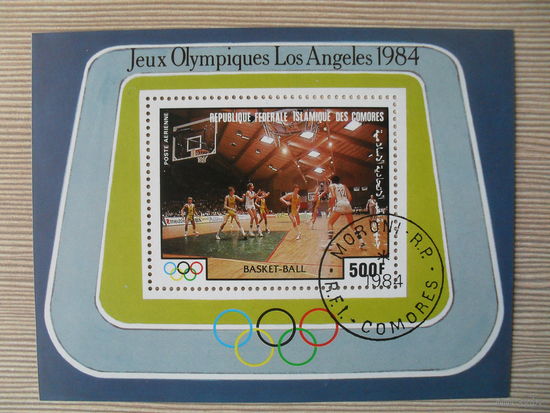 Jeux Olympiques Los Angeles 1984
REPUBLIQUE FEDERALE ISLAMIQUE DES COMORES
POSTE AERIENNE
BASKET-BALL
500F
MORONI-R.P.
1984
R.F.I. COMORES